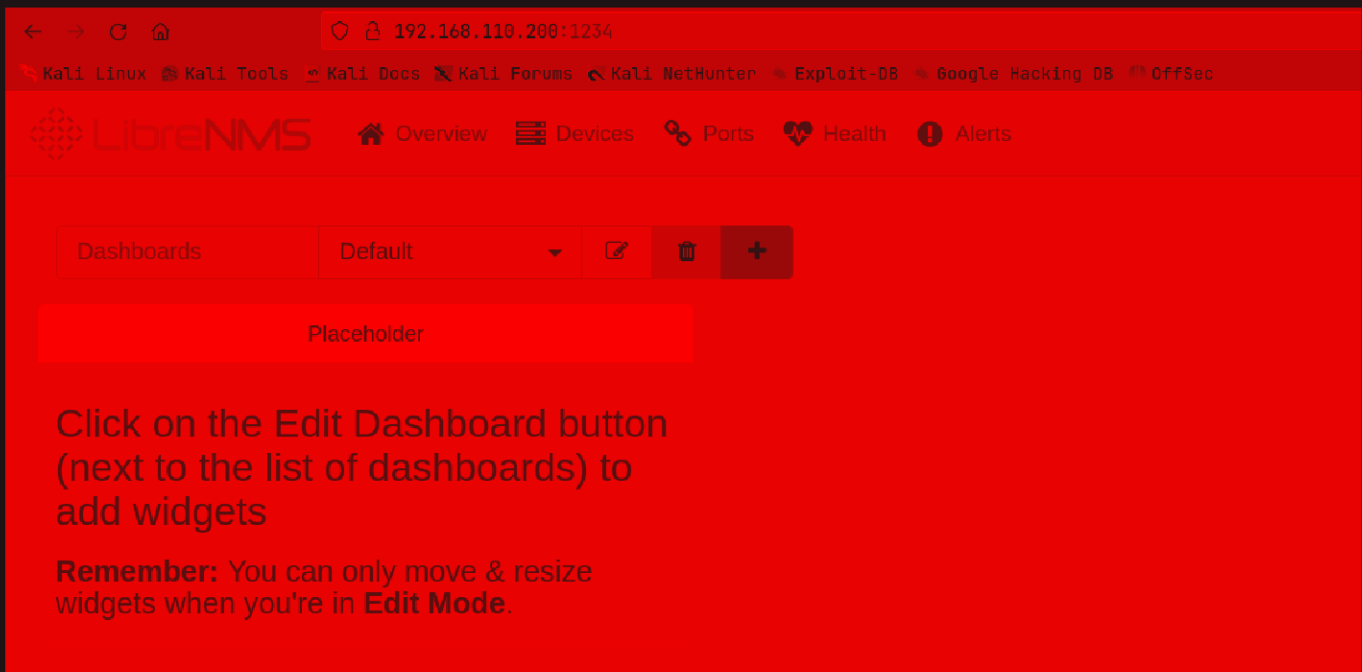 192.168.110.200:1234
Kali Linux Kali Tools Kali Docs Kali Forums Kali NetHunter Exploit-DB Google Hacking DB OffSec
LibreNMS Overview Devices Ports Health Alerts
Dashboards Default
Placeholder
Click on the Edit Dashboard button
(next to the list of dashboards) to
add widgets
Remember: You can only move & resize
widgets when you're in Edit Mode.